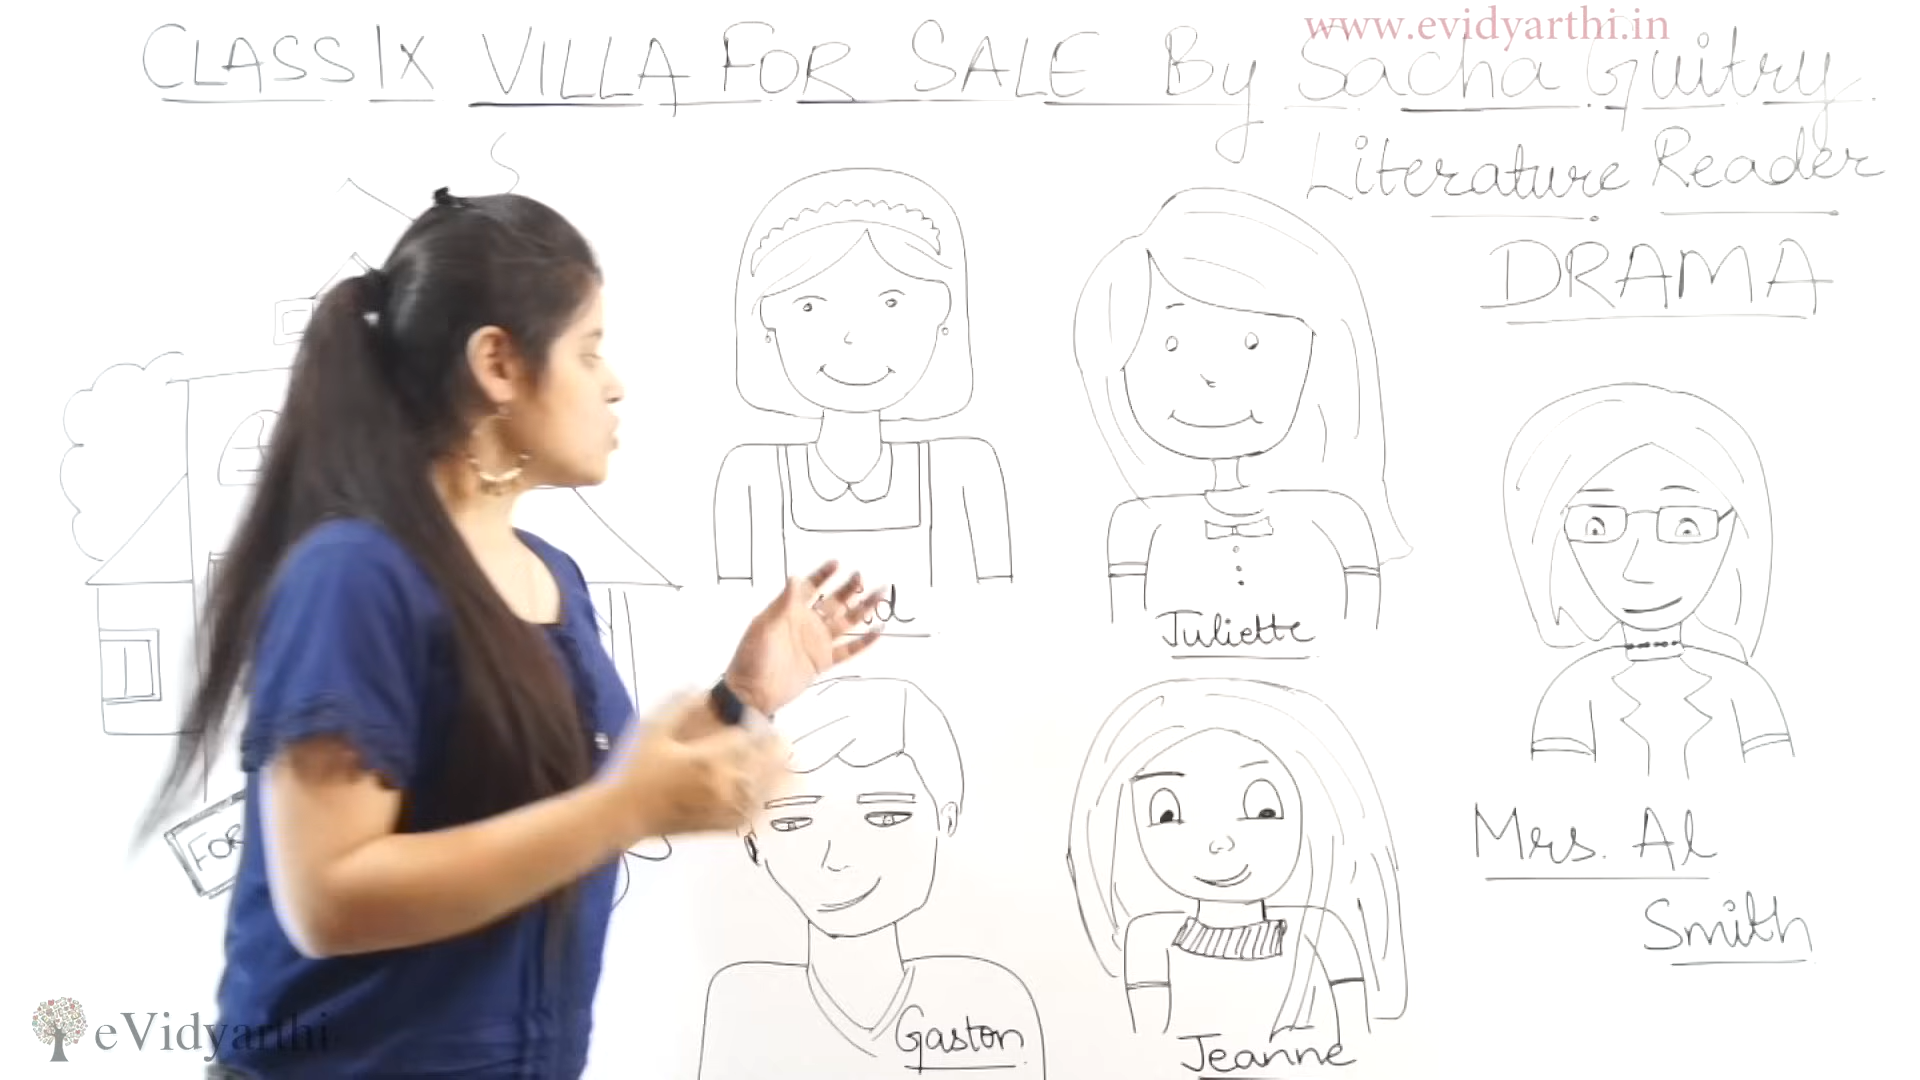 www.evidyarthi.in
CLASS IX VILLA FOR SALE By Sacha Guitry
Literature Reader
DRAMA
Juliette
FOR
Mrs. Al
Smith
Gaston
Jeanne
eVidyarthi